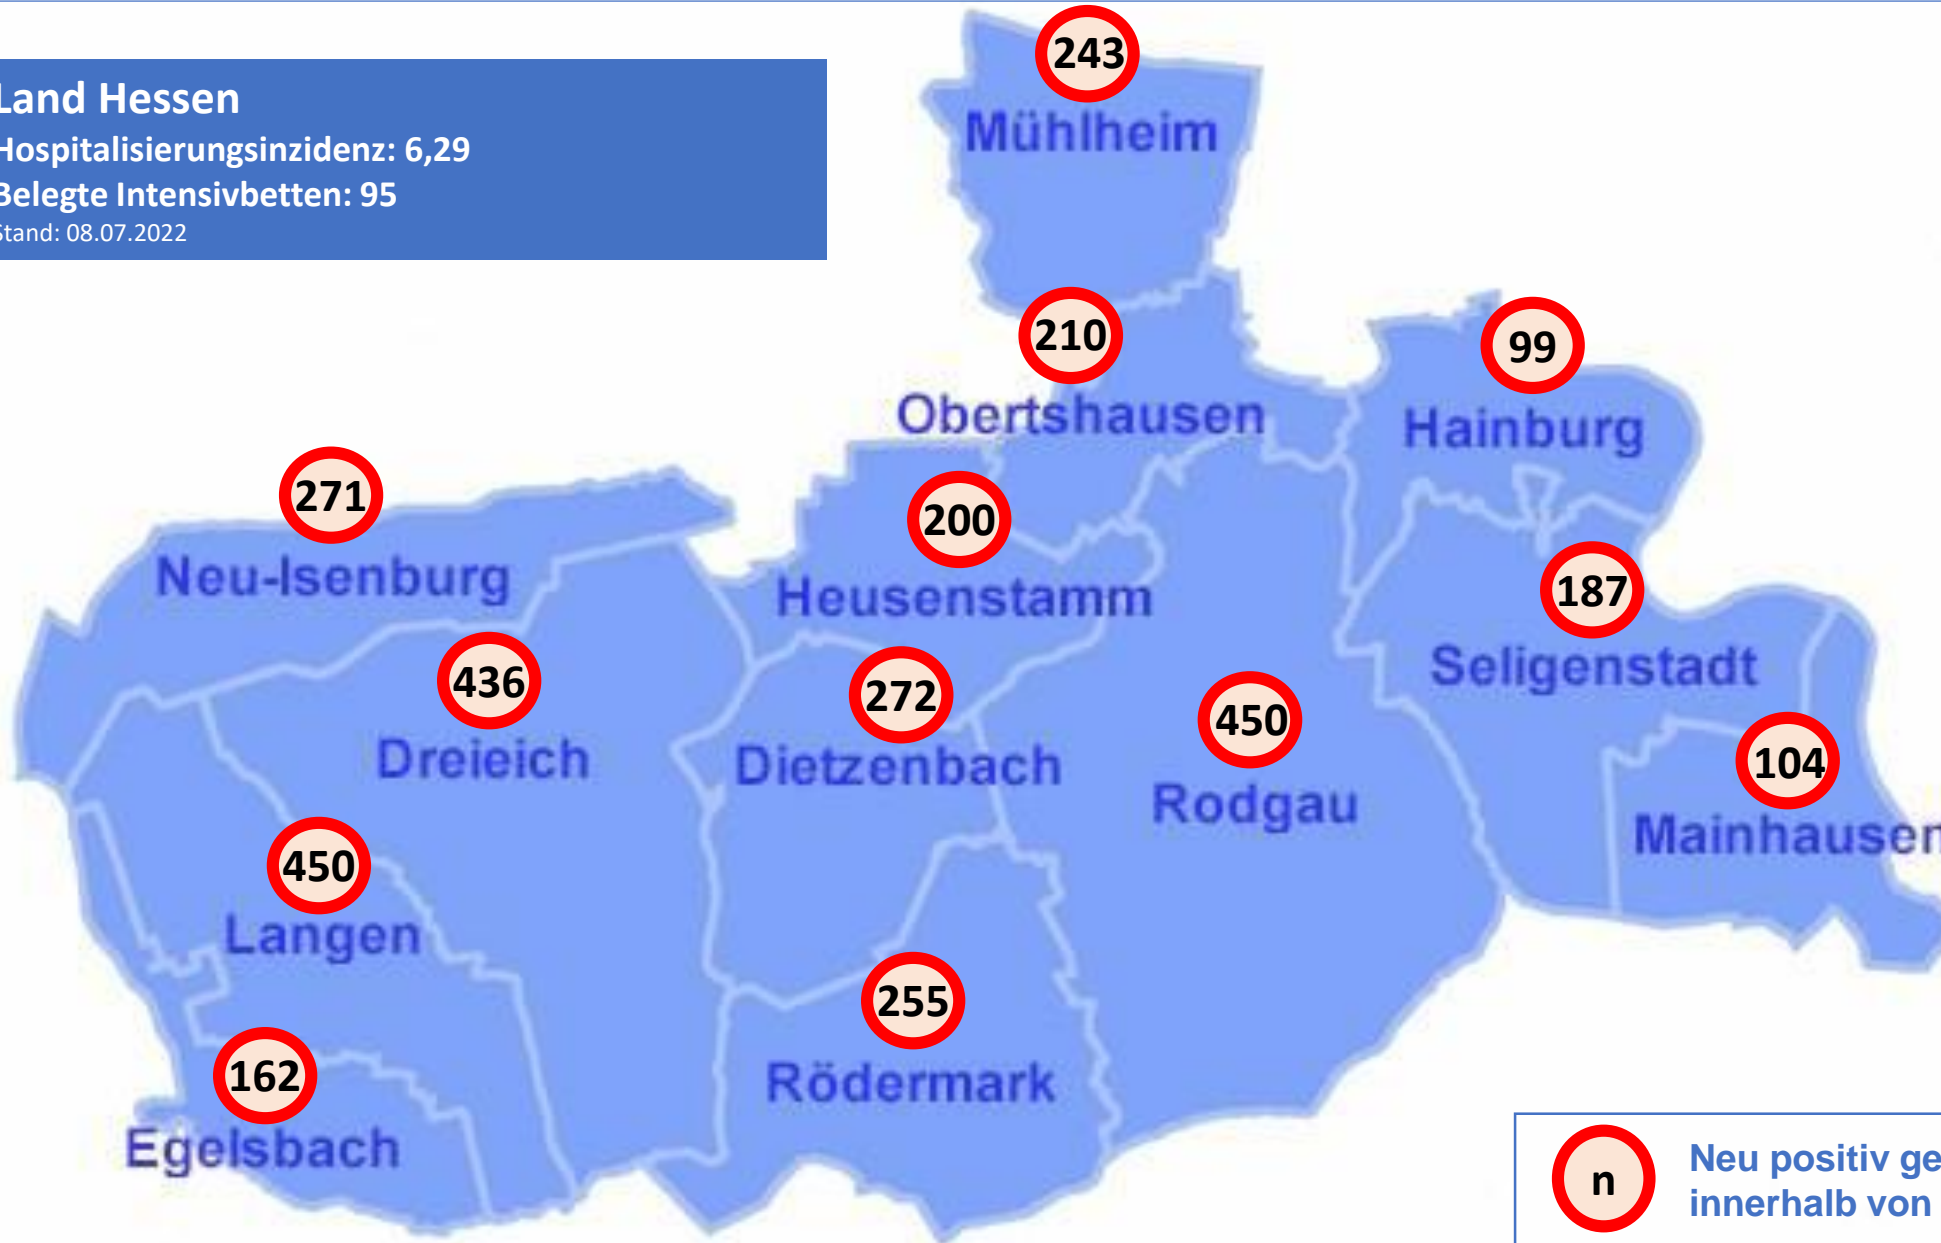 Land Hessen
Hospitalisierungsinzidenz: 6,29
Belegte Intensivbetten: 95
Stand: 08.07.2022
243
Mühlheim
210
Obertshausen
99
Hainburg
271
Neu-Isenburg
200
Heusenstamm
187
Seligenstadt
436
Dreieich
272
Dietzenbach
450
Rodgau
104
Mainhausen
450
Langen
255
Rödermark
162
Egelsbach
n
Neu positiv ge
innerhalb von